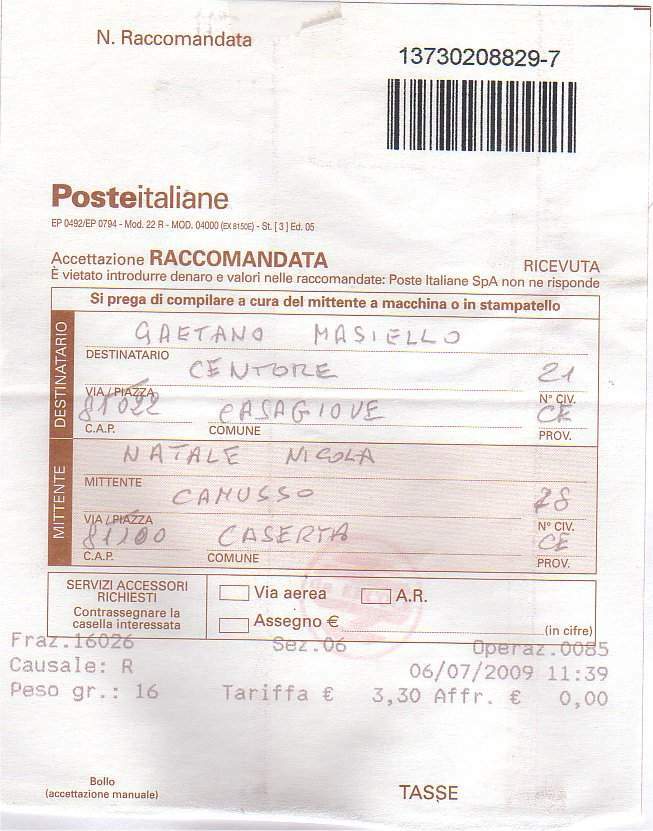 N. Raccomandata
13730208829-7
Posteitaliane
EP 0492/EP 0794 - Mod. 22 R - MOD. 04000 (EX 8150E) - St. [ 3 ] Ed. 05
Accettazione RACCOMANDATA RICEVUTA
È vietato introdurre denaro e valori nelle raccomandate: Poste Italiane SpA non ne risponde
Si prega di compilare a cura del mittente a macchina o in stampatello
DESTINATARIO
GAETANO MASIELLO
DESTINATARIO
CENTORE 21
VIA / PIAZZA N° CIV.
81022 CASAGIOVE CE
C.A.P. COMUNE PROV.
MITTENTE
NATALE NICOLA
MITTENTE
CAMUSSO 28
VIA / PIAZZA N° CIV.
81100 CASERTA CE
C.A.P. COMUNE PROV.
SERVIZI ACCESSORI
RICHIESTI
Contrassegnare la
casella interessata
Via aerea A.R.
Assegno € (in cifre)
Fraz.16026 Sez.06 Operaz.0085
Causale: R 06/07/2009 11:39
Peso gr.: 16 Tariffa € 3,30 Affr. € 0,00
Bollo
(accettazione manuale)
TASSE